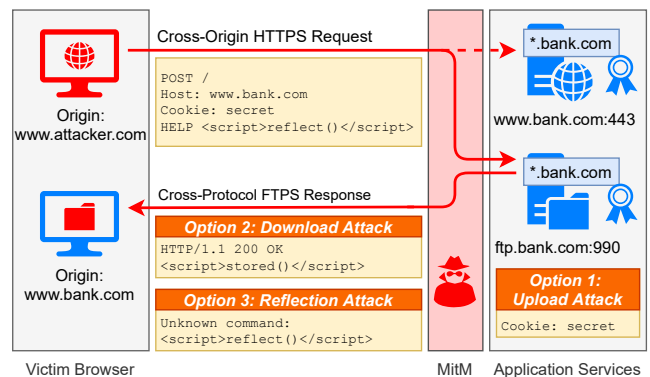 Cross-Origin HTTPS Request
POST /
Host: www.bank.com
Cookie: secret
HELP <script>reflect()</script>
Origin:
www.attacker.com
*.bank.com
www.bank.com:443
Cross-Protocol FTPS Response
*.bank.com
ftp.bank.com:990
Origin:
www.bank.com
Option 2: Download Attack
HTTP/1.1 200 OK
<script>stored()</script>
Option 3: Reflection Attack
Unknown command:
<script>reflect()</script>
Option 1:
Upload Attack
Cookie: secret
Victim Browser
MitM
Application Services